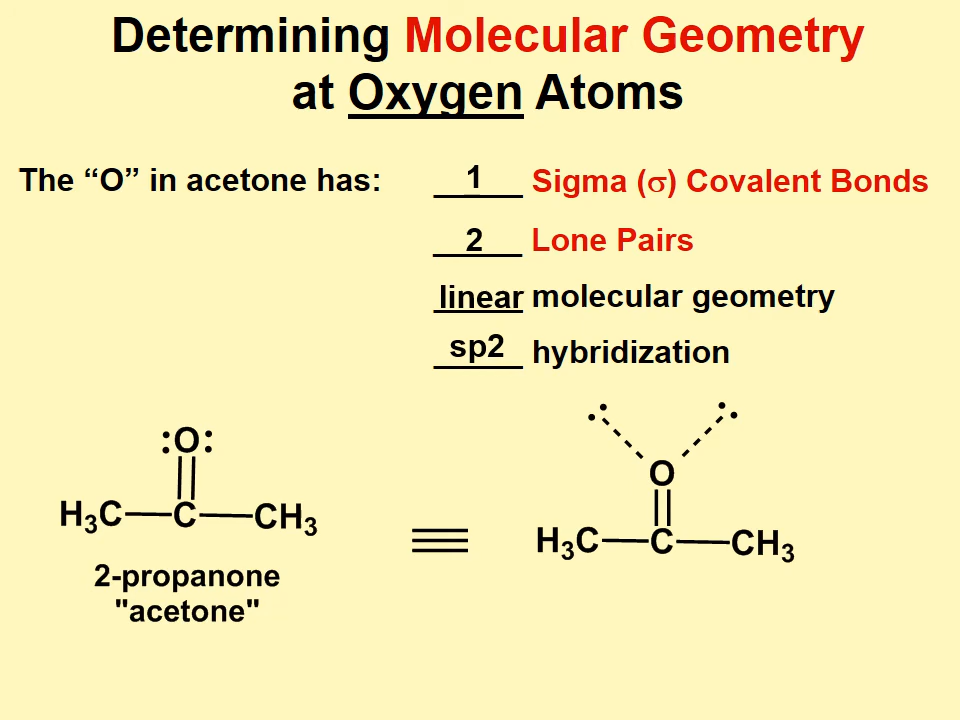 Determining Molecular Geometry
at Oxygen Atoms
The “O” in acetone has:
1 Sigma (σ) Covalent Bonds
2 Lone Pairs
linear molecular geometry
sp2 hybridization
:O:
H₃C C CH₃
2-propanone
"acetone"
O
H₃C C CH₃